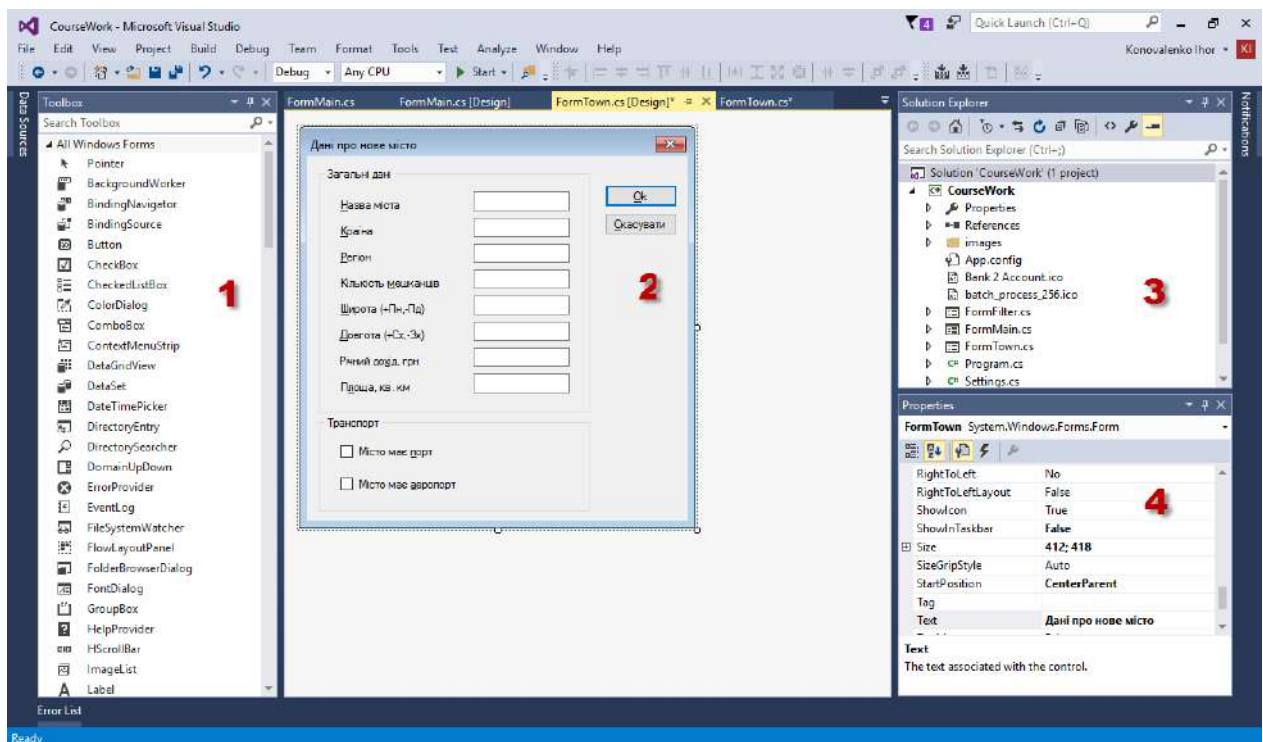 CourseWork - Microsoft Visual Studio
4
Quick Launch (Ctrl+Q)
File Edit View Project Build Debug Team Format Tools Test Analyze Window Help
Konovalenko Ihor
KI
Debug Any CPU Start
Data Sources
Toolbox
Search Toolbox
All Windows Forms
Pointer
BackgroundWorker
BindingNavigator
BindingSource
Button
CheckBox
CheckedListBox
ColorDialog
ComboBox
ContextMenuStrip
DataGridView
DataSet
DateTimePicker
DirectoryEntry
DirectorySearcher
DomainUpDown
ErrorProvider
EventLog
FileSystemWatcher
FlowLayoutPanel
FolderBrowserDialog
FontDialog
GroupBox
HelpProvider
HScrollBar
ImageList
Label
1
FormMain.cs FormMain.cs [Design] FormTown.cs [Design]* FormTown.cs*
Дані про нове місто
Загальні дані
Назва міста
Країна
Регіон
Кількість мешканців
Широта (+Пн,-Пд)
Довгота (+Сх,-Зх)
Річний дохід, грн
Площа, кв. км
Ok
Скасувати
2
Транспорт
Місто має порт
Місто має аеропорт
Solution Explorer
Search Solution Explorer (Ctrl+;)
Solution 'CourseWork' (1 project)
CourseWork
Properties
References
images
App.config
Bank 2 Account.ico
batch_process_256.ico
FormFilter.cs
FormMain.cs
FormTown.cs
Program.cs
Settings.cs
3
Notifications
Properties
FormTown System.Windows.Forms.Form
RightToLeft No
RightToLeftLayout False
ShowIcon True
ShowInTaskbar False
Size 412; 418
SizeGripStyle Auto
StartPosition CenterParent
Tag
Text Дані про нове місто
4
Text
The text associated with the control.
Error List
Ready